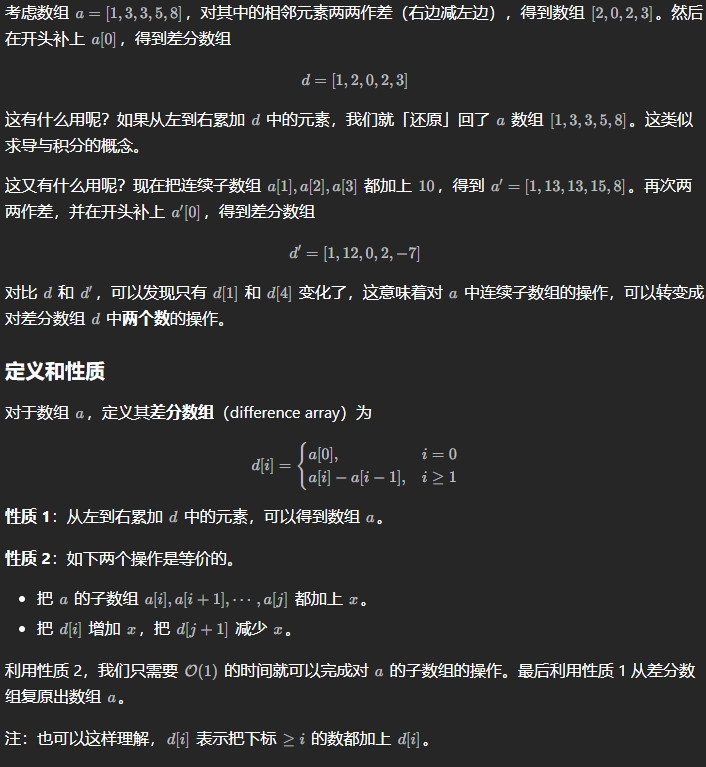 考虑数组 a = [1,3,3,5,8]，对其中的相邻元素两两作差（右边减左边），得到数组 [2,0,2,3]。然后
在开头补上 a[0]，得到差分数组
d = [1,2,0,2,3]
这有什么用呢？如果从左到右累加 d 中的元素，我们就「还原」回了 a 数组 [1,3,3,5,8]。这类似
求导与积分的概念。
这又有什么用呢？现在把连续子数组 a[1],a[2],a[3] 都加上 10，得到 a′ = [1,13,13,15,8]。再次两
两作差，并在开头补上 a′[0]，得到差分数组
d′ = [1,12,0,2,−7]
对比 d 和 d′，可以发现只有 d[1] 和 d[4] 变化了，这意味着对 a 中连续子数组的操作，可以转变成
对差分数组 d 中两个数的操作。
定义和性质
对于数组 a，定义其差分数组（difference array）为
d[i] = { a[0], i = 0
a[i] − a[i − 1], i ≥ 1
性质 1：从左到右累加 d 中的元素，可以得到数组 a。
性质 2：如下两个操作是等价的。
• 把 a 的子数组 a[i],a[i + 1],⋯,a[j] 都加上 x。
• 把 d[i] 增加 x，把 d[j + 1] 减少 x。
利用性质 2，我们只需要 O(1) 的时间就可以完成对 a 的子数组的操作。最后利用性质 1 从差分数
组复原出数组 a。
注：也可以这样理解，d[i] 表示把下标 ≥ i 的数都加上 d[i]。